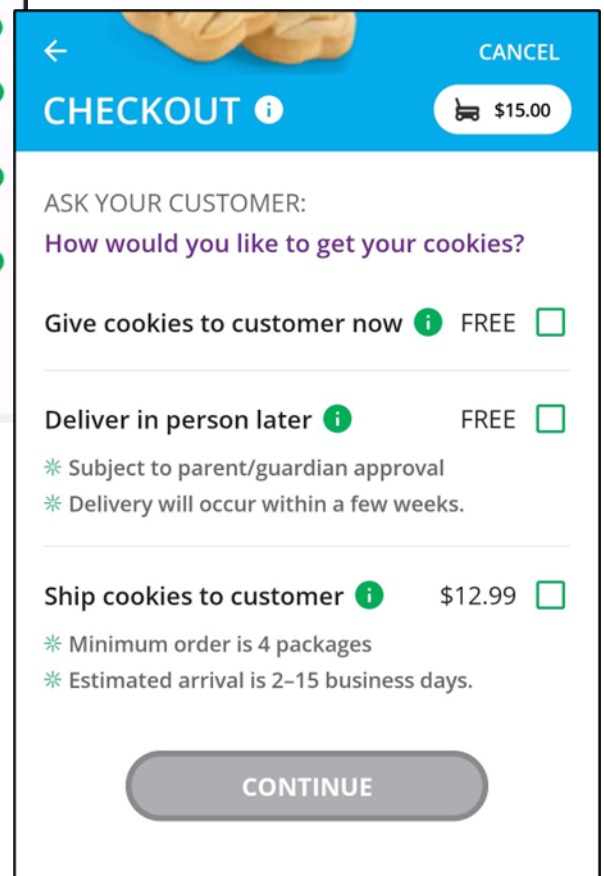 CANCEL
CHECKOUT i $15.00
ASK YOUR CUSTOMER:
How would you like to get your cookies?
Give cookies to customer now i FREE
Deliver in person later i FREE
Subject to parent/guardian approval
Delivery will occur within a few weeks.
Ship cookies to customer i $12.99
Minimum order is 4 packages
Estimated arrival is 2–15 business days.
CONTINUE